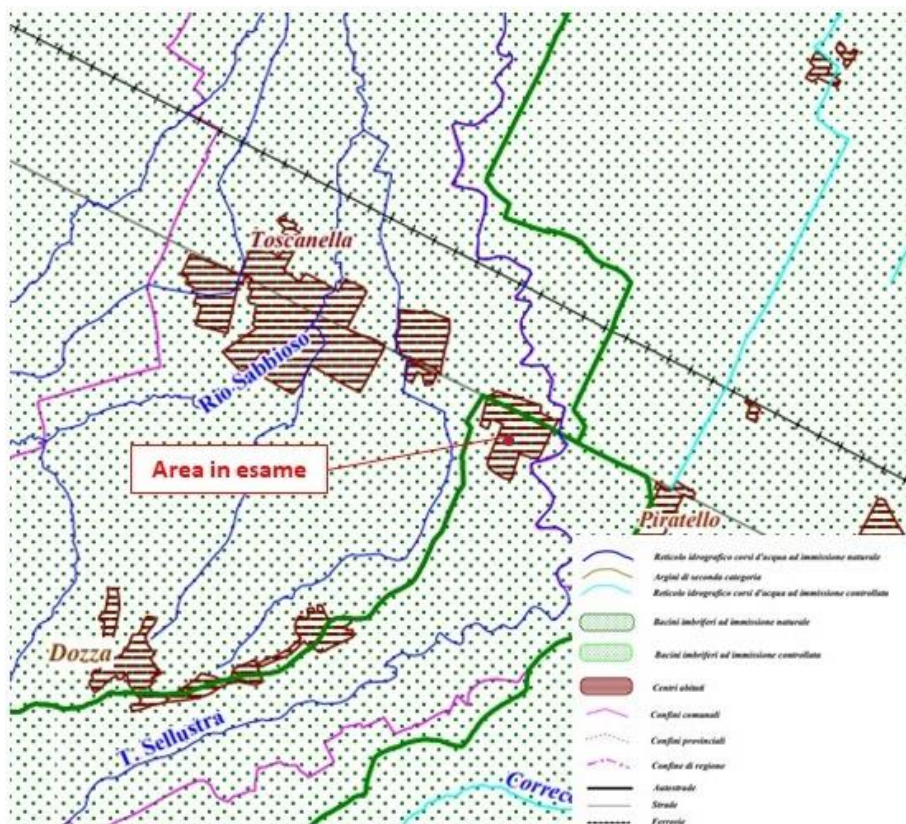 Toscanella
Rio Sabbioso
Area in esame
Piratello
Dozza
T. Sellustra
Correcc
Reticolo idrografico corsi d'acqua ad immissione naturale
Argini di seconda categoria
Reticolo idrografico corsi d'acqua ad immissione controllata
Bacini imbriferi ad immissione naturale
Bacini imbriferi ad immissione controllata
Centri abitati
Confini comunali
Confini provinciali
Confine di regione
Autostrade
Strade
Ferrovie